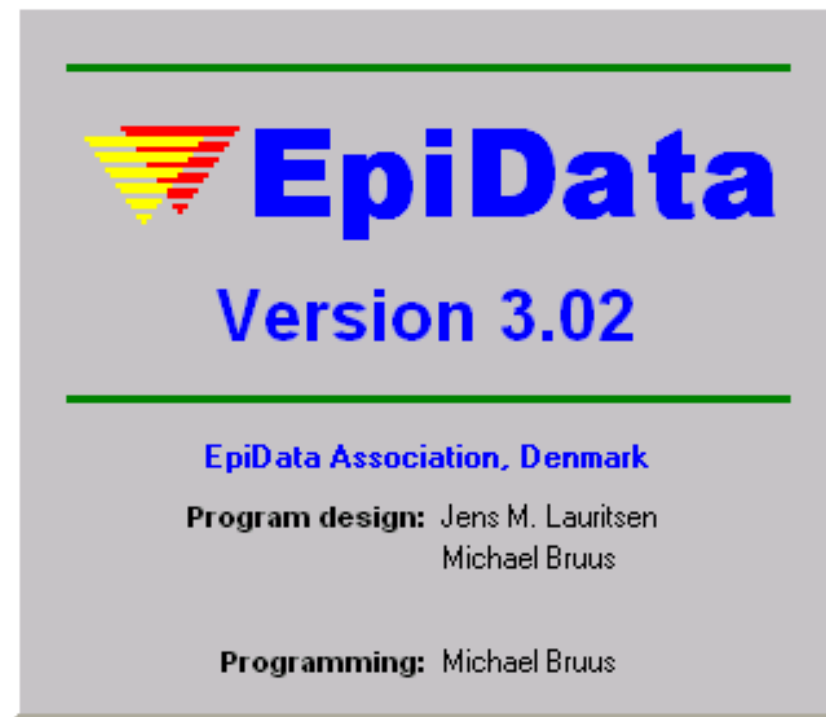 EpiData
Version 3.02
EpiData Association, Denmark
Program design: Jens M. Lauritsen
Michael Bruus
Programming: Michael Bruus